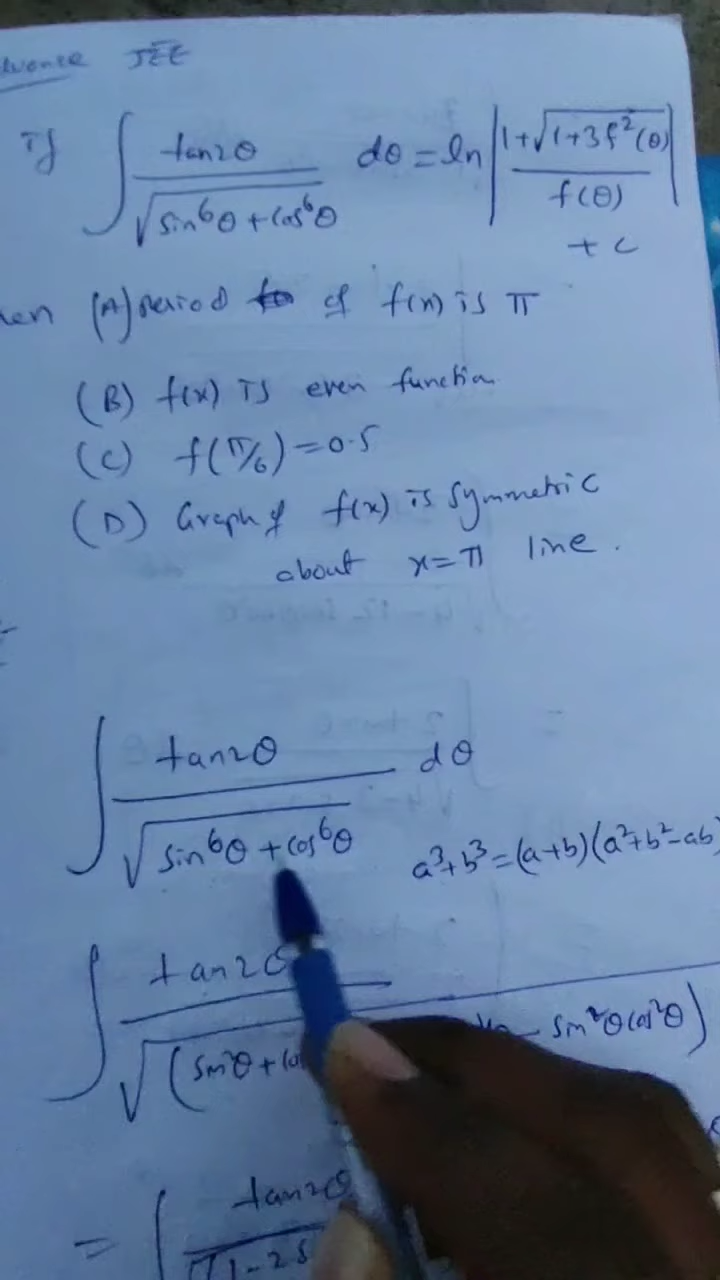 JEE
If ∫ tan2θ / √(sin⁶θ + cos⁶θ) dθ = ln | (1+√(1+3f²(θ))) / f(θ) |
+ c
(A) period of f(x) is π
(B) f(x) is even function
(C) f(π/6) = 0.5
(D) Graph of f(x) is symmetric
about x=π line.
∫ tan2θ / √(sin⁶θ + cos⁶θ) dθ
a³+b³=(a+b)(a²+b²-ab)
∫ tan2θ
√(sin²θ + – sin²θcos²θ)
= ∫ tan2θ